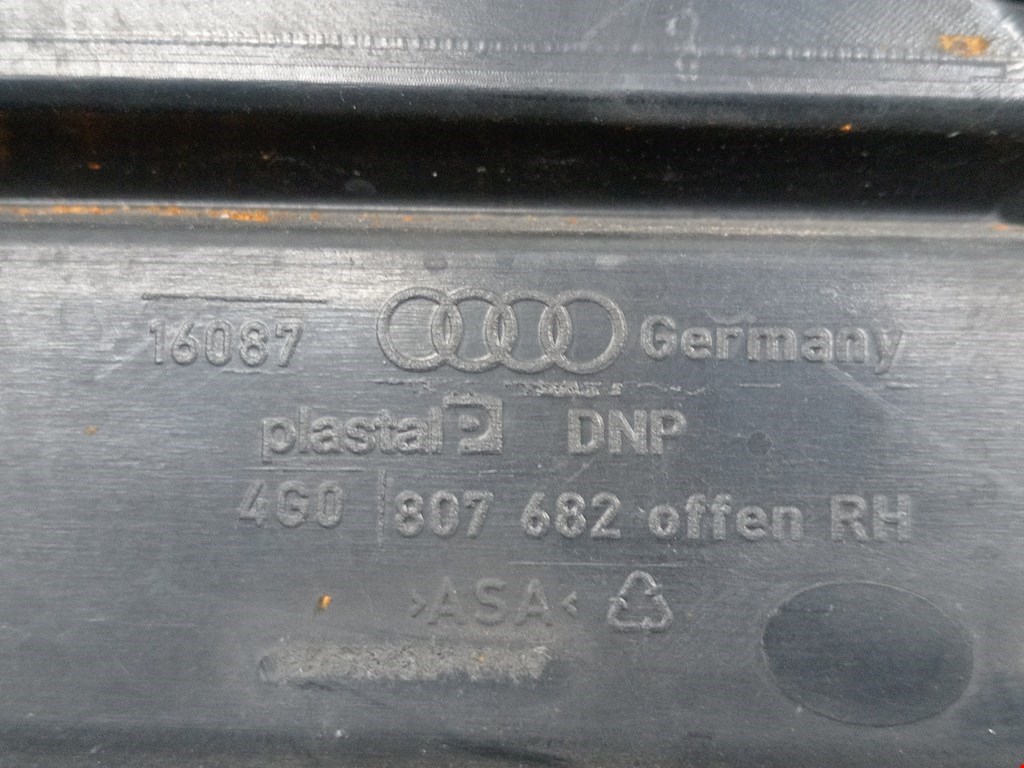 16087 Germany
plastal DNP
4G0 807 682 offen RH
>ASA<